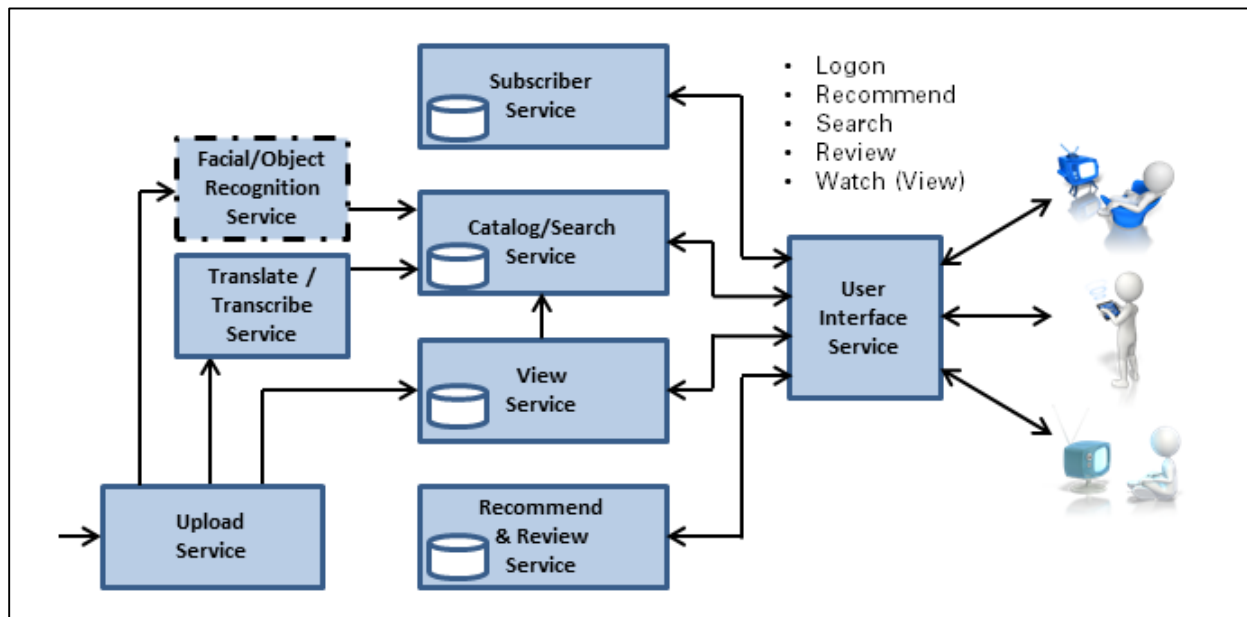 Subscriber
Service
• Logon
• Recommend
• Search
• Review
• Watch (View)
Facial/Object
Recognition
Service
Catalog/Search
Service
Translate /
Transcribe
Service
User
Interface
Service
View
Service
Upload
Service
Recommend
& Review
Service